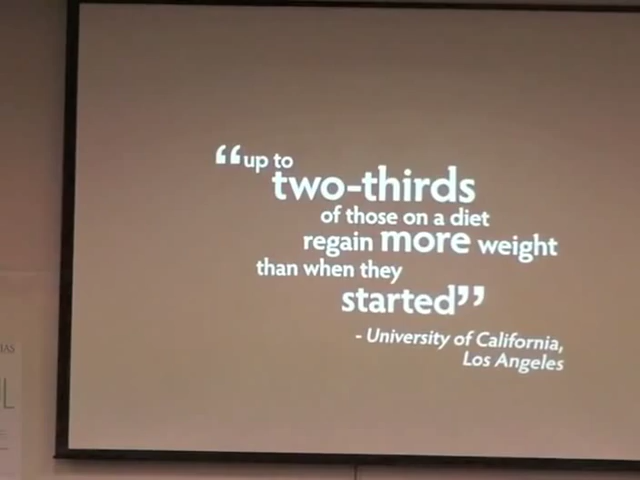 “up to
two-thirds
of those on a diet
regain more weight
than when they
started”
- University of California,
Los Angeles